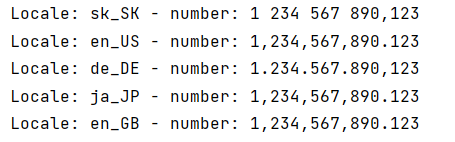 Locale: sk_SK - number: 1 234 567 890,123
Locale: en_US - number: 1,234,567,890.123
Locale: de_DE - number: 1.234.567.890,123
Locale: ja_JP - number: 1,234,567,890.123
Locale: en_GB - number: 1,234,567,890.123